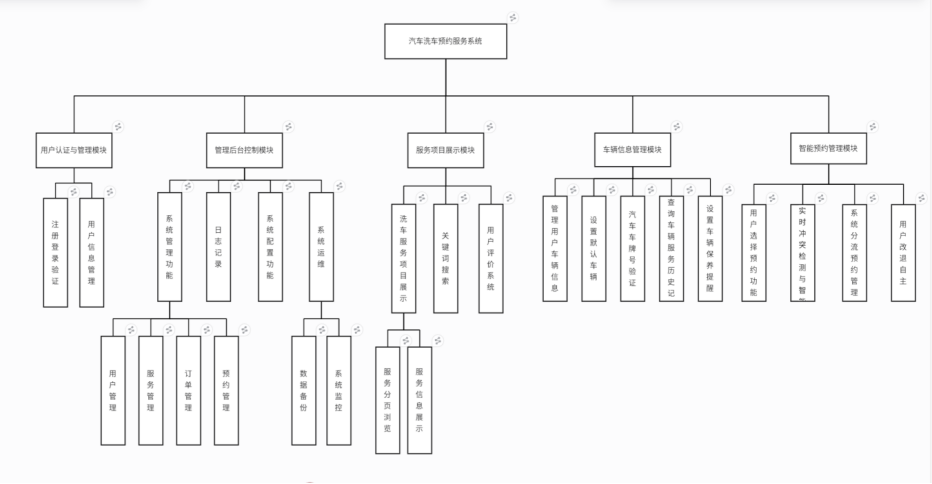 汽车洗车预约服务系统
用户认证与管理模块
管理后台控制模块
服务项目展示模块
车辆信息管理模块
智能预约管理模块
注册登录验证
用户信息管理
系统管理功能
日志记录
系统配置功能
系统运维
洗车服务项目展示
关键词搜索
用户评价系统
管理用户车辆信息
设置默认车辆
汽车车牌号验证
查询车辆服务历史记
设置车辆保养提醒
用户选择预约功能
实时冲突检测与智
系统分流预约管理
用户改退自主
用户管理
服务管理
订单管理
预约管理
数据备份
系统监控
服务分页浏览
服务信息展示